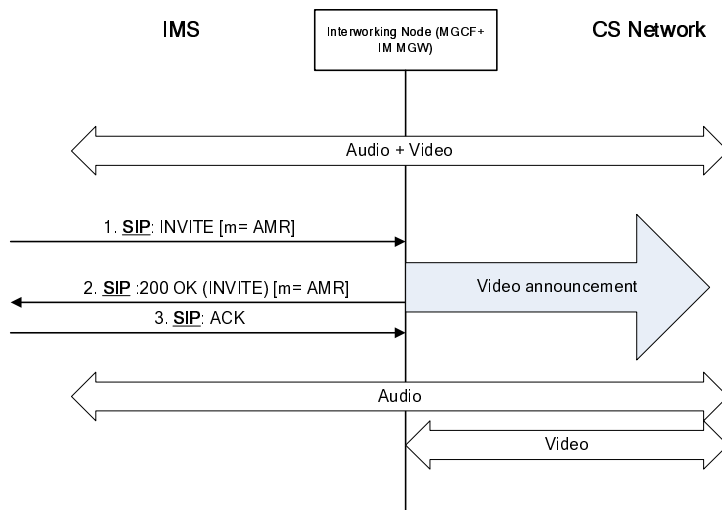 IMS
Interworking Node (MGCF+
IM MGW)
CS Network
Audio + Video
1. SIP: INVITE [m= AMR]
2. SIP :200 OK (INVITE) [m= AMR]
Video announcement
3. SIP: ACK
Audio
Video